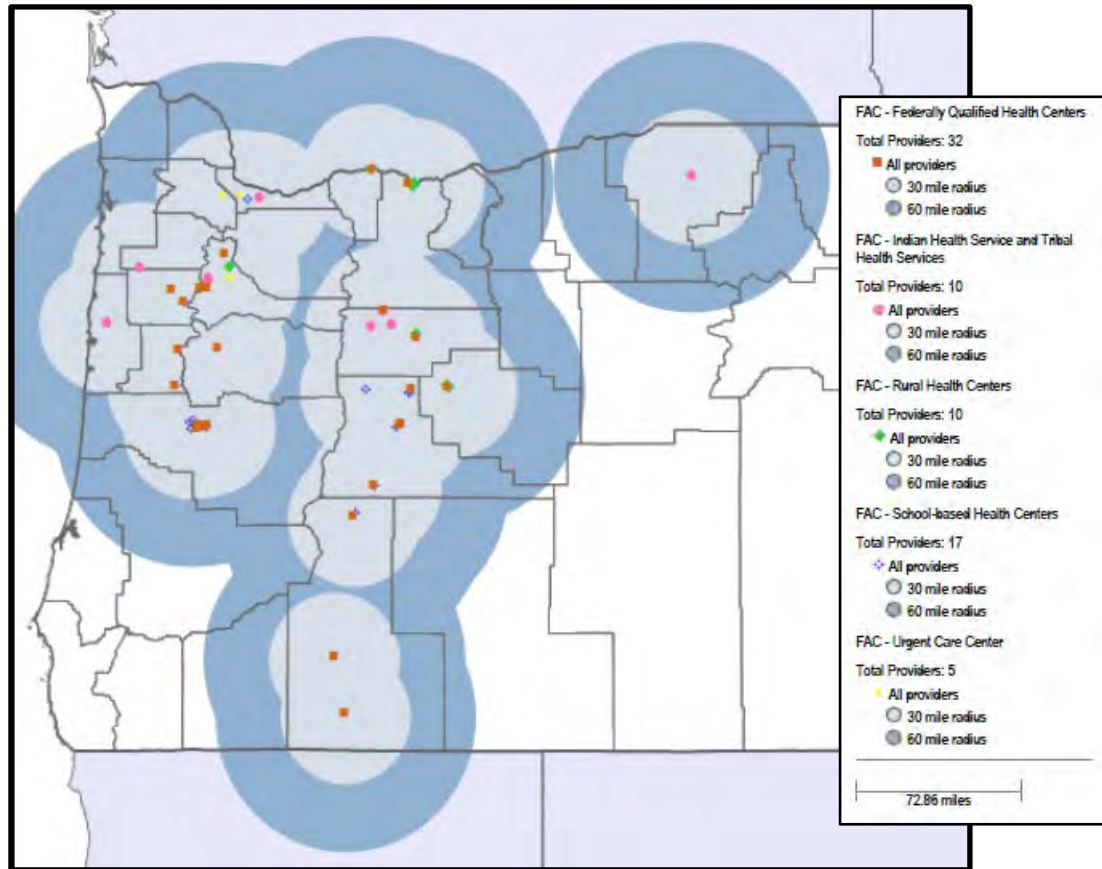 FAC - Federally Qualified Health Centers
Total Providers: 32
All providers
30 mile radius
60 mile radius
FAC - Indian Health Service and Tribal
Health Services
Total Providers: 10
All providers
30 mile radius
60 mile radius
FAC - Rural Health Centers
Total Providers: 10
All providers
30 mile radius
60 mile radius
FAC - School-based Health Centers
Total Providers: 17
All providers
30 mile radius
60 mile radius
FAC - Urgent Care Center
Total Providers: 5
All providers
30 mile radius
60 mile radius
72.86 miles